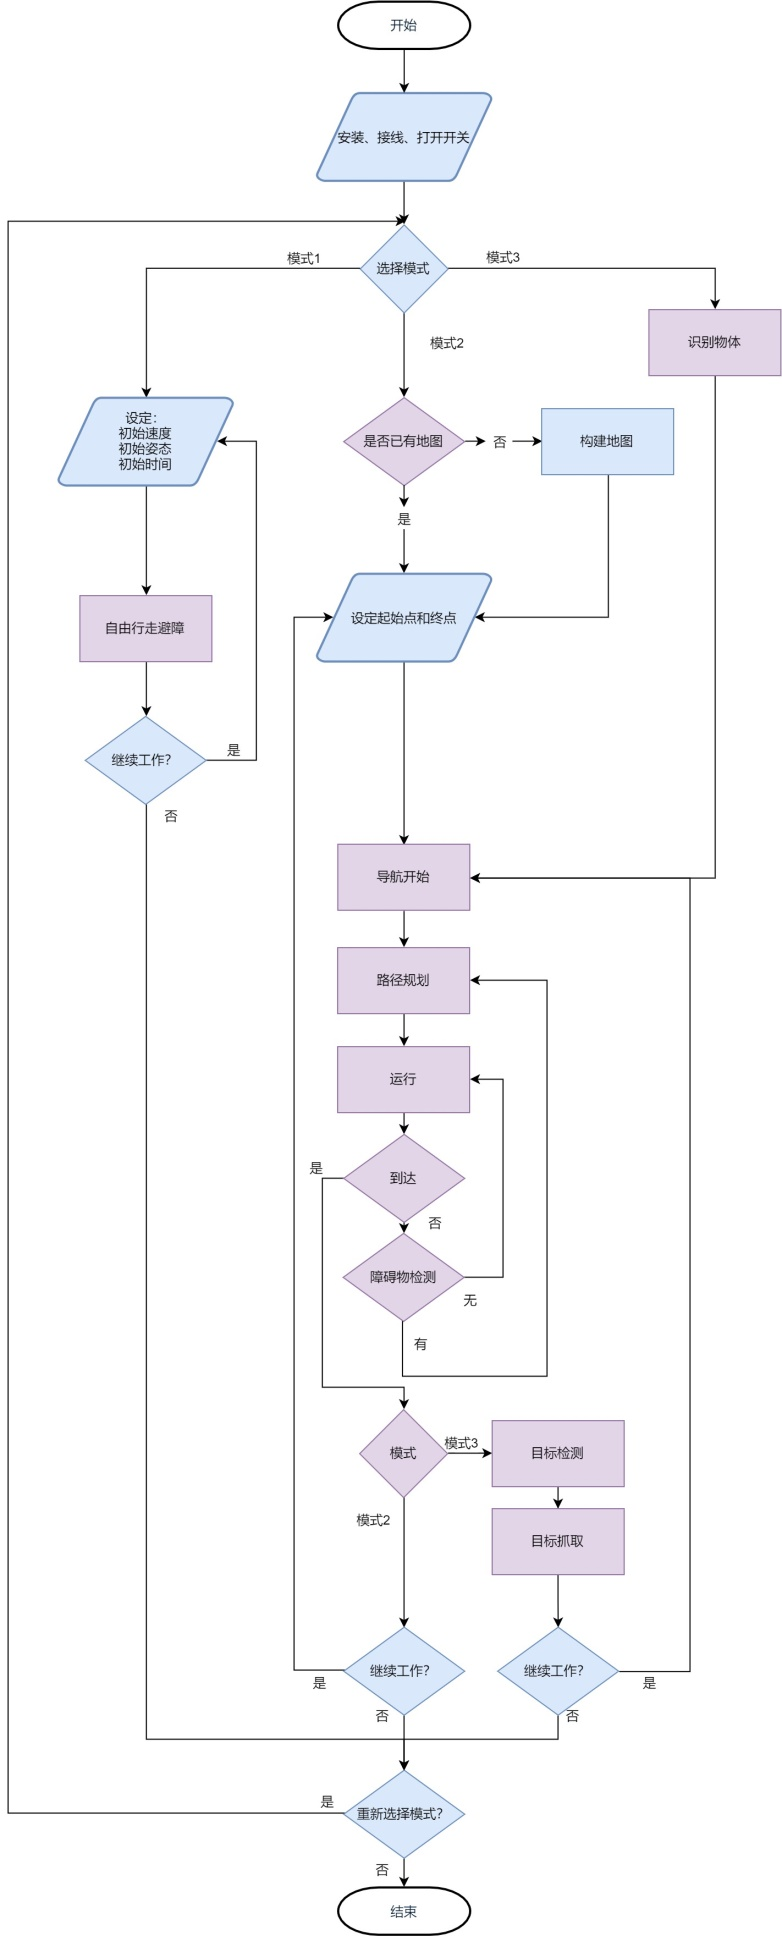 开始
安装、接线、打开开关
模式1
选择模式
模式3
识别物体
模式2
设定：
初始速度
初始姿态
初始时间
是否已有地图
否
构建地图
是
设定起始点和终点
自由行走避障
继续工作？
是
否
导航开始
路径规划
运行
是
到达
否
障碍物检测
无
有
模式
模式3
目标检测
模式2
目标抓取
继续工作？
继续工作？
是
是
否
否
是
重新选择模式？
否
结束